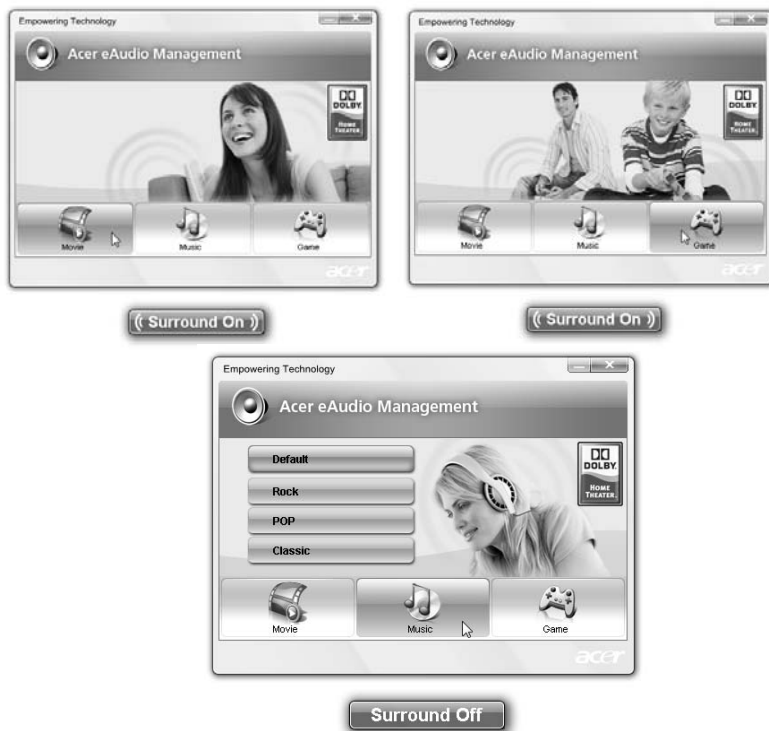 Empowering Technology
Acer eAudio Management
DOLBY
HOME THEATER
Movie
Music
Game
acer
((Surround On))
Empowering Technology
Acer eAudio Management
DOLBY
HOME THEATER
Movie
Music
Game
acer
((Surround On))
Empowering Technology
Acer eAudio Management
Default
Rock
POP
Classic
DOLBY
HOME THEATER
Movie
Music
Game
acer
Surround Off